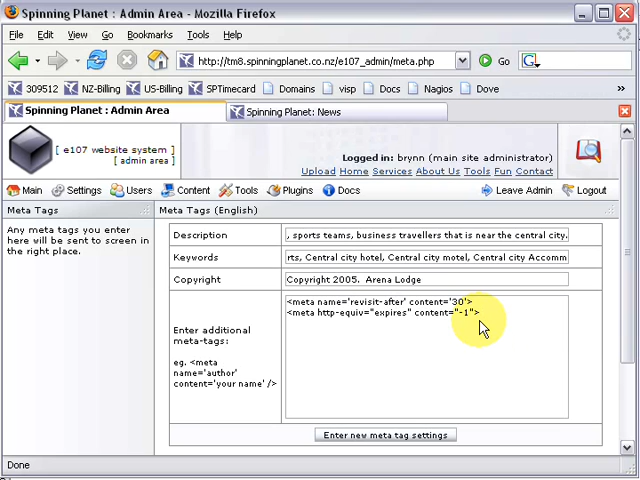 Spinning Planet : Admin Area - Mozilla Firefox
File Edit View Go Bookmarks Tools Help
http://tm8.spinningplanet.co.nz/e107_admin/meta.php Go G
309512 NZ-Billing US-Billing SPTimecard Domains visp Docs Nagios Dove
Spinning Planet : Admin Area Spinning Planet: News
[ e107 website system ]
[ admin area ]
Logged in: brynn (main site administrator)
Upload Home Services About Us Tools Fun Contact
Main Settings Users Content Tools Plugins Docs Leave Admin Logout
Meta Tags
Any meta tags you enter
here will be sent to screen in
the right place.
Meta Tags (English)
Description , sports teams, business travellers that is near the central city.
Keywords rts, Central city hotel, Central city motel, Central city Accomm
Copyright Copyright 2005. Arena Lodge
Enter additional
meta-tags:
eg. <meta
name='author'
content='your name' />
<meta name='revisit-after' content='30'>
<meta http-equiv="expires" content="-1">
Enter new meta tag settings
Done